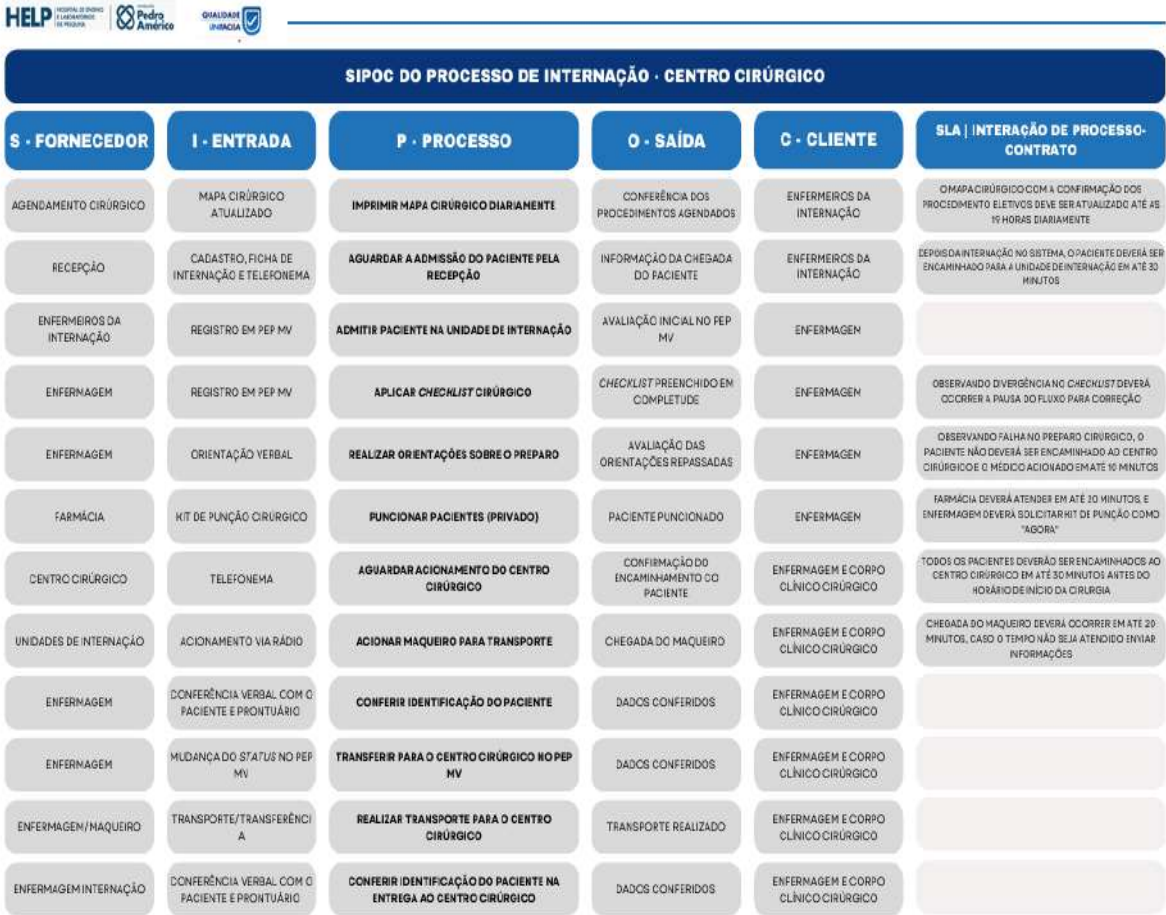 HELP HOSPITAL DE ENSINO
E LABORATÓRIOS
DE PESQUISA
Pedro
Américo
QUALIDADE
UNIFACISA
SIPOC DO PROCESSO DE INTERNAÇÃO - CENTRO CIRÚRGICO
S - FORNECEDOR
I - ENTRADA
P - PROCESSO
O - SAÍDA
C - CLIENTE
SLA | INTERAÇÃO DE PROCESSO-
CONTRATO
AGENDAMENTO CIRÚRGICO
MAPA CIRÚRGICO
ATUALIZADO
IMPRIMIR MAPA CIRÚRGICO DIARIAMENTE
CONFERÊNCIA DOS
PROCEDIMENTOS AGENDADOS
ENFERMEIROS DA
INTERNAÇÃO
O MAPA CIRÚRGICO COM A CONFIRMAÇÃO DOS
PROCEDIMENTO ELETIVOS DEVE SER ATUALIZADO ATÉ AS
19 HORAS DIARIAMENTE
RECEPÇÃO
CADASTRO, FICHA DE
INTERNAÇÃO E TELEFONEMA
AGUARDAR A ADMISSÃO DO PACIENTE PELA
RECEPÇÃO
INFORMAÇÃO DA CHEGADA
DO PACIENTE
ENFERMEIROS DA
INTERNAÇÃO
DEPOIS DA INTERNAÇÃO NO SISTEMA, O PACIENTE DEVERÁ SER
ENCAMINHADO PARA A UNIDADE DE INTERNAÇÃO EM ATÉ 30
MINUTOS
ENFERMEIROS DA
INTERNAÇÃO
REGISTRO EM PEP MV
ADMITIR PACIENTE NA UNIDADE DE INTERNAÇÃO
AVALIAÇÃO INICIAL NO PEP
MV
ENFERMAGEM
ENFERMAGEM
REGISTRO EM PEP MV
APLICAR CHECKLIST CIRÚRGICO
CHECKLIST PREENCHIDO EM
COMPLETUDE
ENFERMAGEM
OBSERVANDO DIVERGÊNCIA NO CHECKLIST DEVERÁ
OCORRER A PAUSA DO FLUXO PARA CORREÇÃO
ENFERMAGEM
ORIENTAÇÃO VERBAL
REALIZAR ORIENTAÇÕES SOBRE O PREPARO
AVALIAÇÃO DAS
ORIENTAÇÕES REPASSADAS
ENFERMAGEM
OBSERVANDO FALHA NO PREPARO CIRÚRGICO, O
PACIENTE NÃO DEVERÁ SER ENCAMINHADO AO CENTRO
CIRÚRGICO E O MÉDICO ACIONADO EM ATÉ 10 MINUTOS
FARMÁCIA
KIT DE PUNÇÃO CIRÚRGICO
PUNCIONAR PACIENTES (PRIVADO)
PACIENTE PUNCIONADO
ENFERMAGEM
FARMÁCIA DEVERÁ ATENDER EM ATÉ 20 MINUTOS, E
ENFERMAGEM DEVERÁ SOLICITAR KIT DE PUNÇÃO COMO
"AGORA"
CENTRO CIRÚRGICO
TELEFONEMA
AGUARDAR ACIONAMENTO DO CENTRO
CIRÚRGICO
CONFIRMAÇÃO DO
ENCAMINHAMENTO DO
PACIENTE
ENFERMAGEM E CORPO
CLÍNICO CIRÚRGICO
TODOS OS PACIENTES DEVERÃO SER ENCAMINHADOS AO
CENTRO CIRÚRGICO EM ATÉ 30 MINUTOS ANTES DO
HORÁRIO DE INÍCIO DA CIRURGIA
UNIDADES DE INTERNAÇÃO
ACIONAMENTO VIA RÁDIO
ACIONAR MAQUEIRO PARA TRANSPORTE
CHEGADA DO MAQUEIRO
ENFERMAGEM E CORPO
CLÍNICO CIRÚRGICO
CHEGADA DO MAQUEIRO DEVERÁ OCORRER EM ATÉ 20
MINUTOS, CASO O TEMPO NÃO SEJA ATENDIDO ENVIAR
INFORMAÇÕES
ENFERMAGEM
CONFERÊNCIA VERBAL COM O
PACIENTE E PRONTUÁRIO
CONFERIR IDENTIFICAÇÃO DO PACIENTE
DADOS CONFERIDOS
ENFERMAGEM E CORPO
CLÍNICO CIRÚRGICO
ENFERMAGEM
MUDANÇA DO STATUS NO PEP
MV
TRANSFERIR PARA O CENTRO CIRÚRGICO NO PEP
MV
DADOS CONFERIDOS
ENFERMAGEM E CORPO
CLÍNICO CIRÚRGICO
ENFERMAGEM/MAQUEIRO
TRANSPORTE/TRANSFERÊNCI
A
REALIZAR TRANSPORTE PARA O CENTRO
CIRÚRGICO
TRANSPORTE REALIZADO
ENFERMAGEM E CORPO
CLÍNICO CIRÚRGICO
ENFERMAGEM INTERNAÇÃO
CONFERÊNCIA VERBAL COM O
PACIENTE E PRONTUÁRIO
CONFERIR IDENTIFICAÇÃO DO PACIENTE NA
ENTREGA AO CENTRO CIRÚRGICO
DADOS CONFERIDOS
ENFERMAGEM E CORPO
CLÍNICO CIRÚRGICO